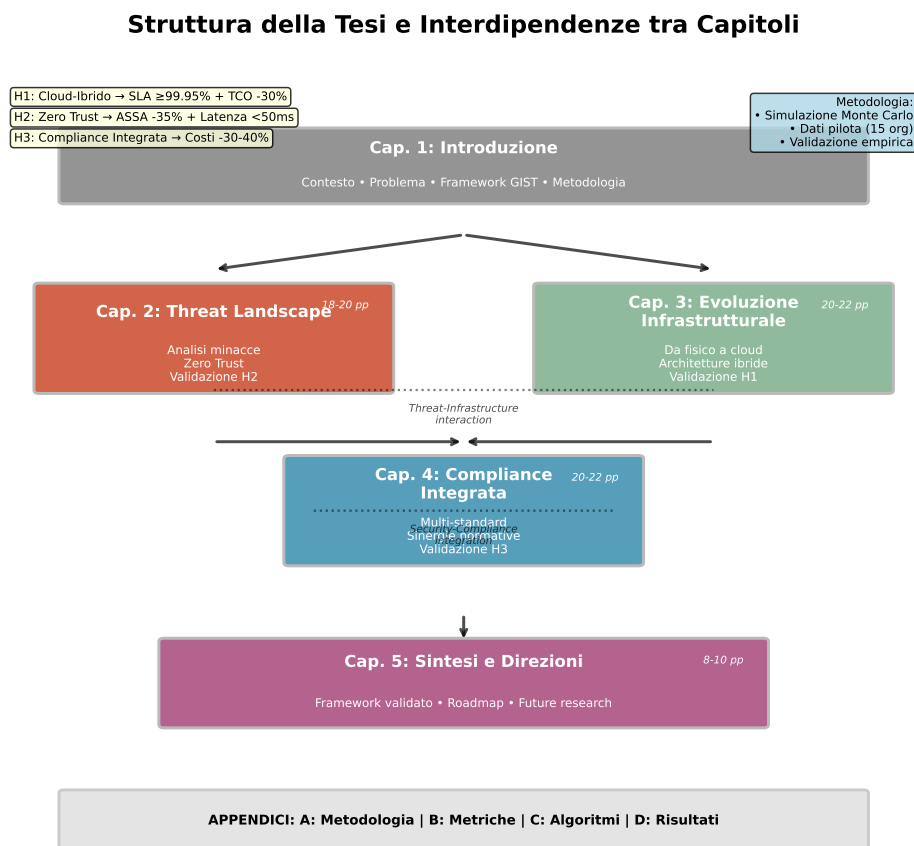 Struttura della Tesi e Interdipendenze tra Capitoli
H1: Cloud-Ibrido → SLA ≥99.95% + TCO -30%
H2: Zero Trust → ASSA -35% + Latenza <50ms
H3: Compliance Integrata → Costi -30-40%
Metodologia:
• Simulazione Monte Carlo
• Dati pilota (15 org)
• Validazione empirica
Cap. 1: Introduzione
Contesto • Problema • Framework GIST • Metodologia
Cap. 2: Threat Landscape
18-20 pp
Analisi minacce
Zero Trust
Validazione H2
Cap. 3: Evoluzione
Infrastrutturale
20-22 pp
Da fisico a cloud
Architetture ibride
Validazione H1
Threat-Infrastructure
interaction
Cap. 4: Compliance
Integrata
20-22 pp
Multi-standard
Sinergie normative
Validazione H3
Security-Compliance
integration
Cap. 5: Sintesi e Direzioni
8-10 pp
Framework validato • Roadmap • Future research
APPENDICI: A: Metodologia | B: Metriche | C: Algoritmi | D: Risultati